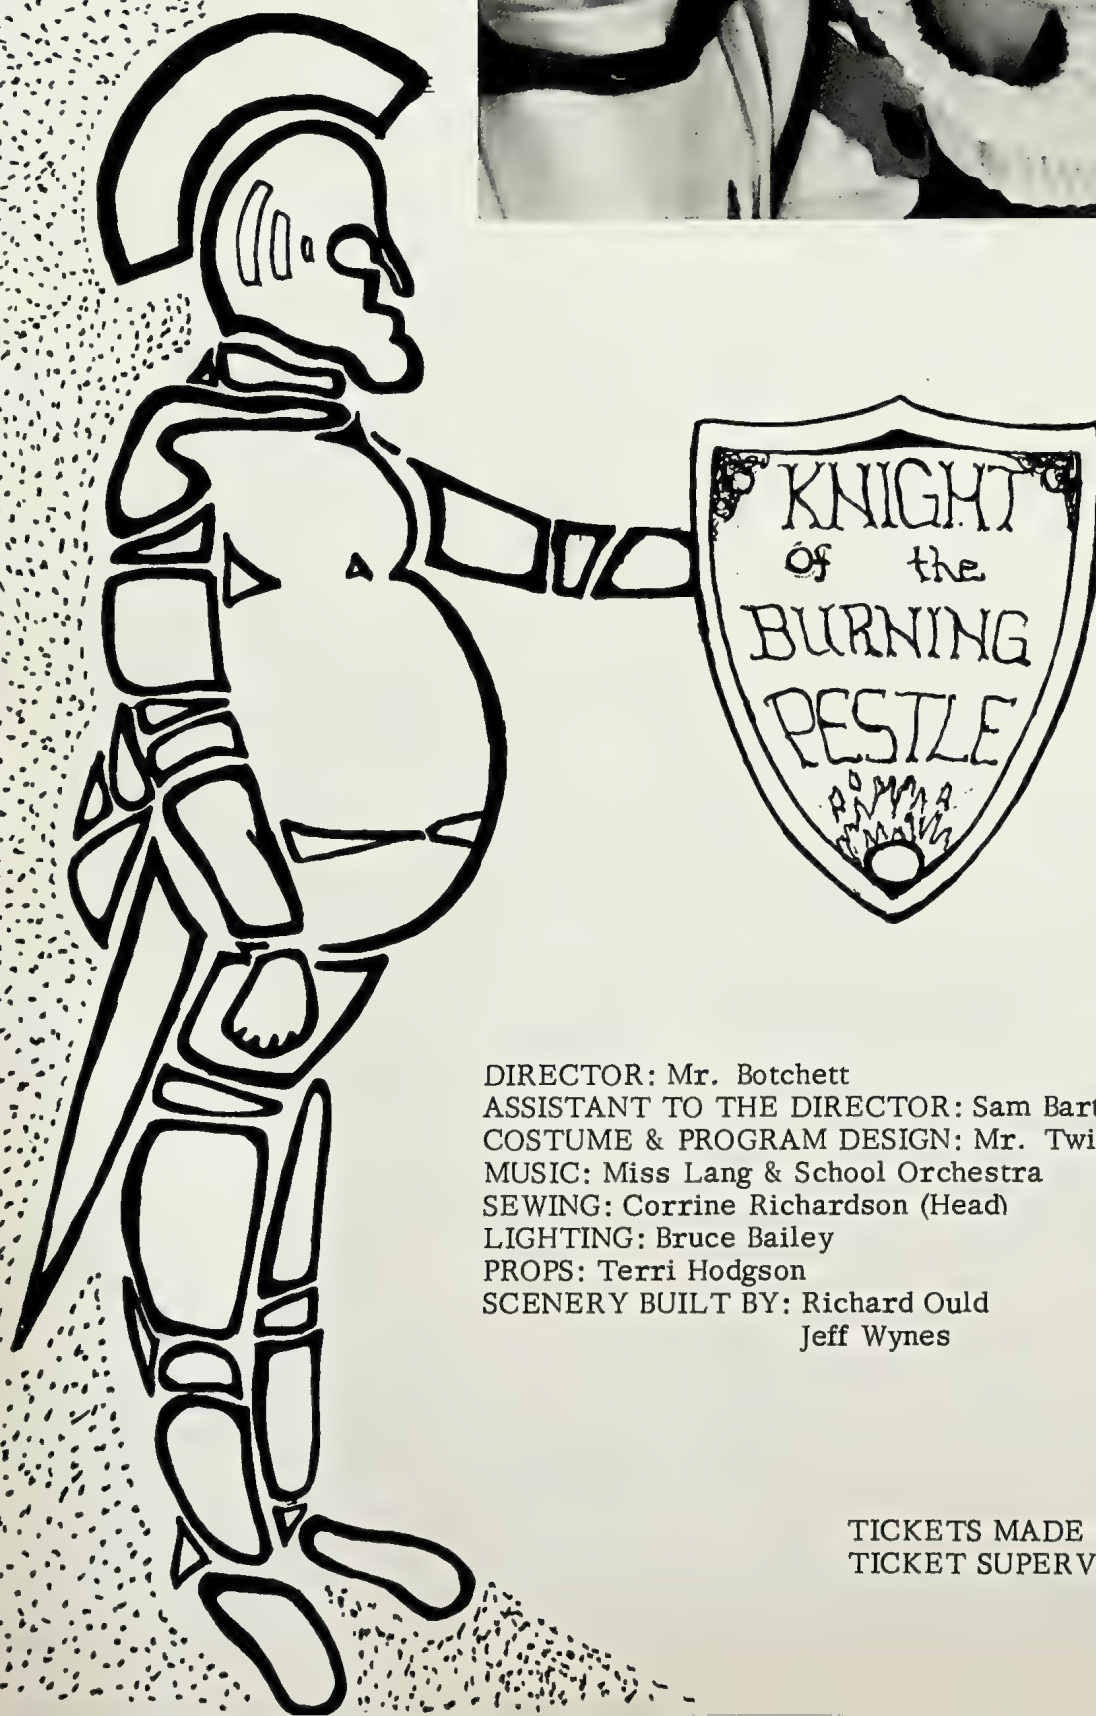 KNIGHT
Of the
BURNING
PESTLE
DIRECTOR: Mr. Botchett
ASSISTANT TO THE DIRECTOR: Sam
COSTUME & PROGRAM DESIGN: Mr.
MUSIC: Miss Lang & School Orchestra
SEWING: Corrine Richardson (Head)
LIGHTING: Bruce Bailey
PROPS: Terri Hodgson
SCENERY BUILT BY: Richard Ould
Jeff Wynes
TICKETS MADE
TICKET